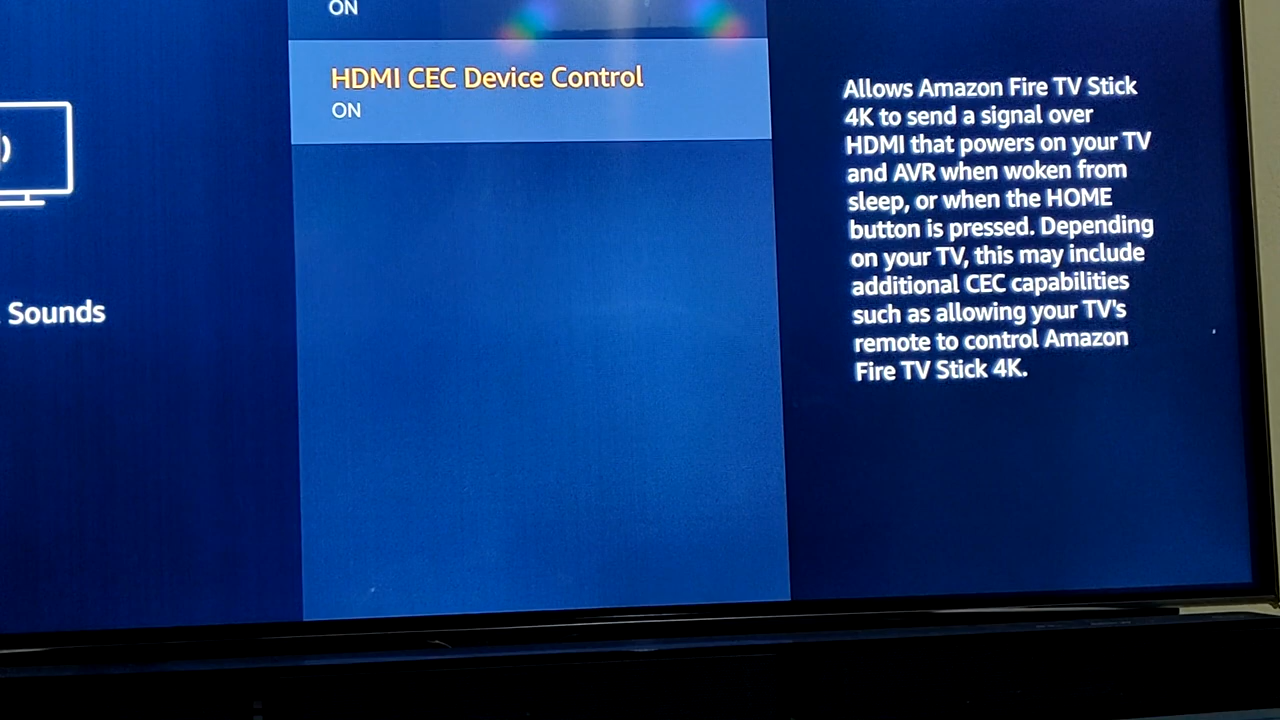 ON
HDMI CEC Device Control
ON
Sounds
Allows Amazon Fire TV Stick
4K to send a signal over
HDMI that powers on your TV
and AVR when woken from
sleep, or when the HOME
button is pressed. Depending
on your TV, this may include
additional CEC capabilities
such as allowing your TV's
remote to control Amazon
Fire TV Stick 4K.